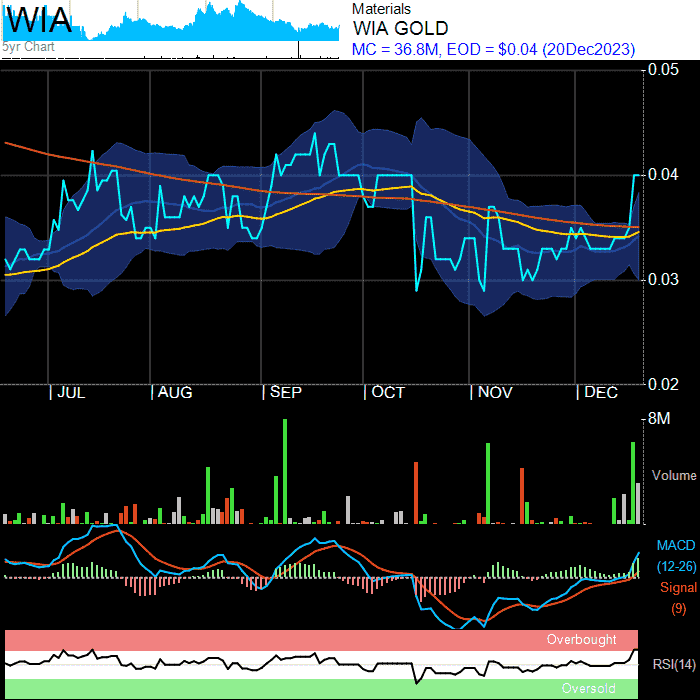 WIA
5yr Chart
Materials
WIA GOLD
MC = 36.8M, EOD = $0.04 (20Dec2023)
0.05
0.04
0.03
0.02
| JUL | AUG | SEP | OCT | NOV | DEC
8M
Volume
MACD
(12-26)
Signal
(9)
Overbought
RSI(14)
Oversold